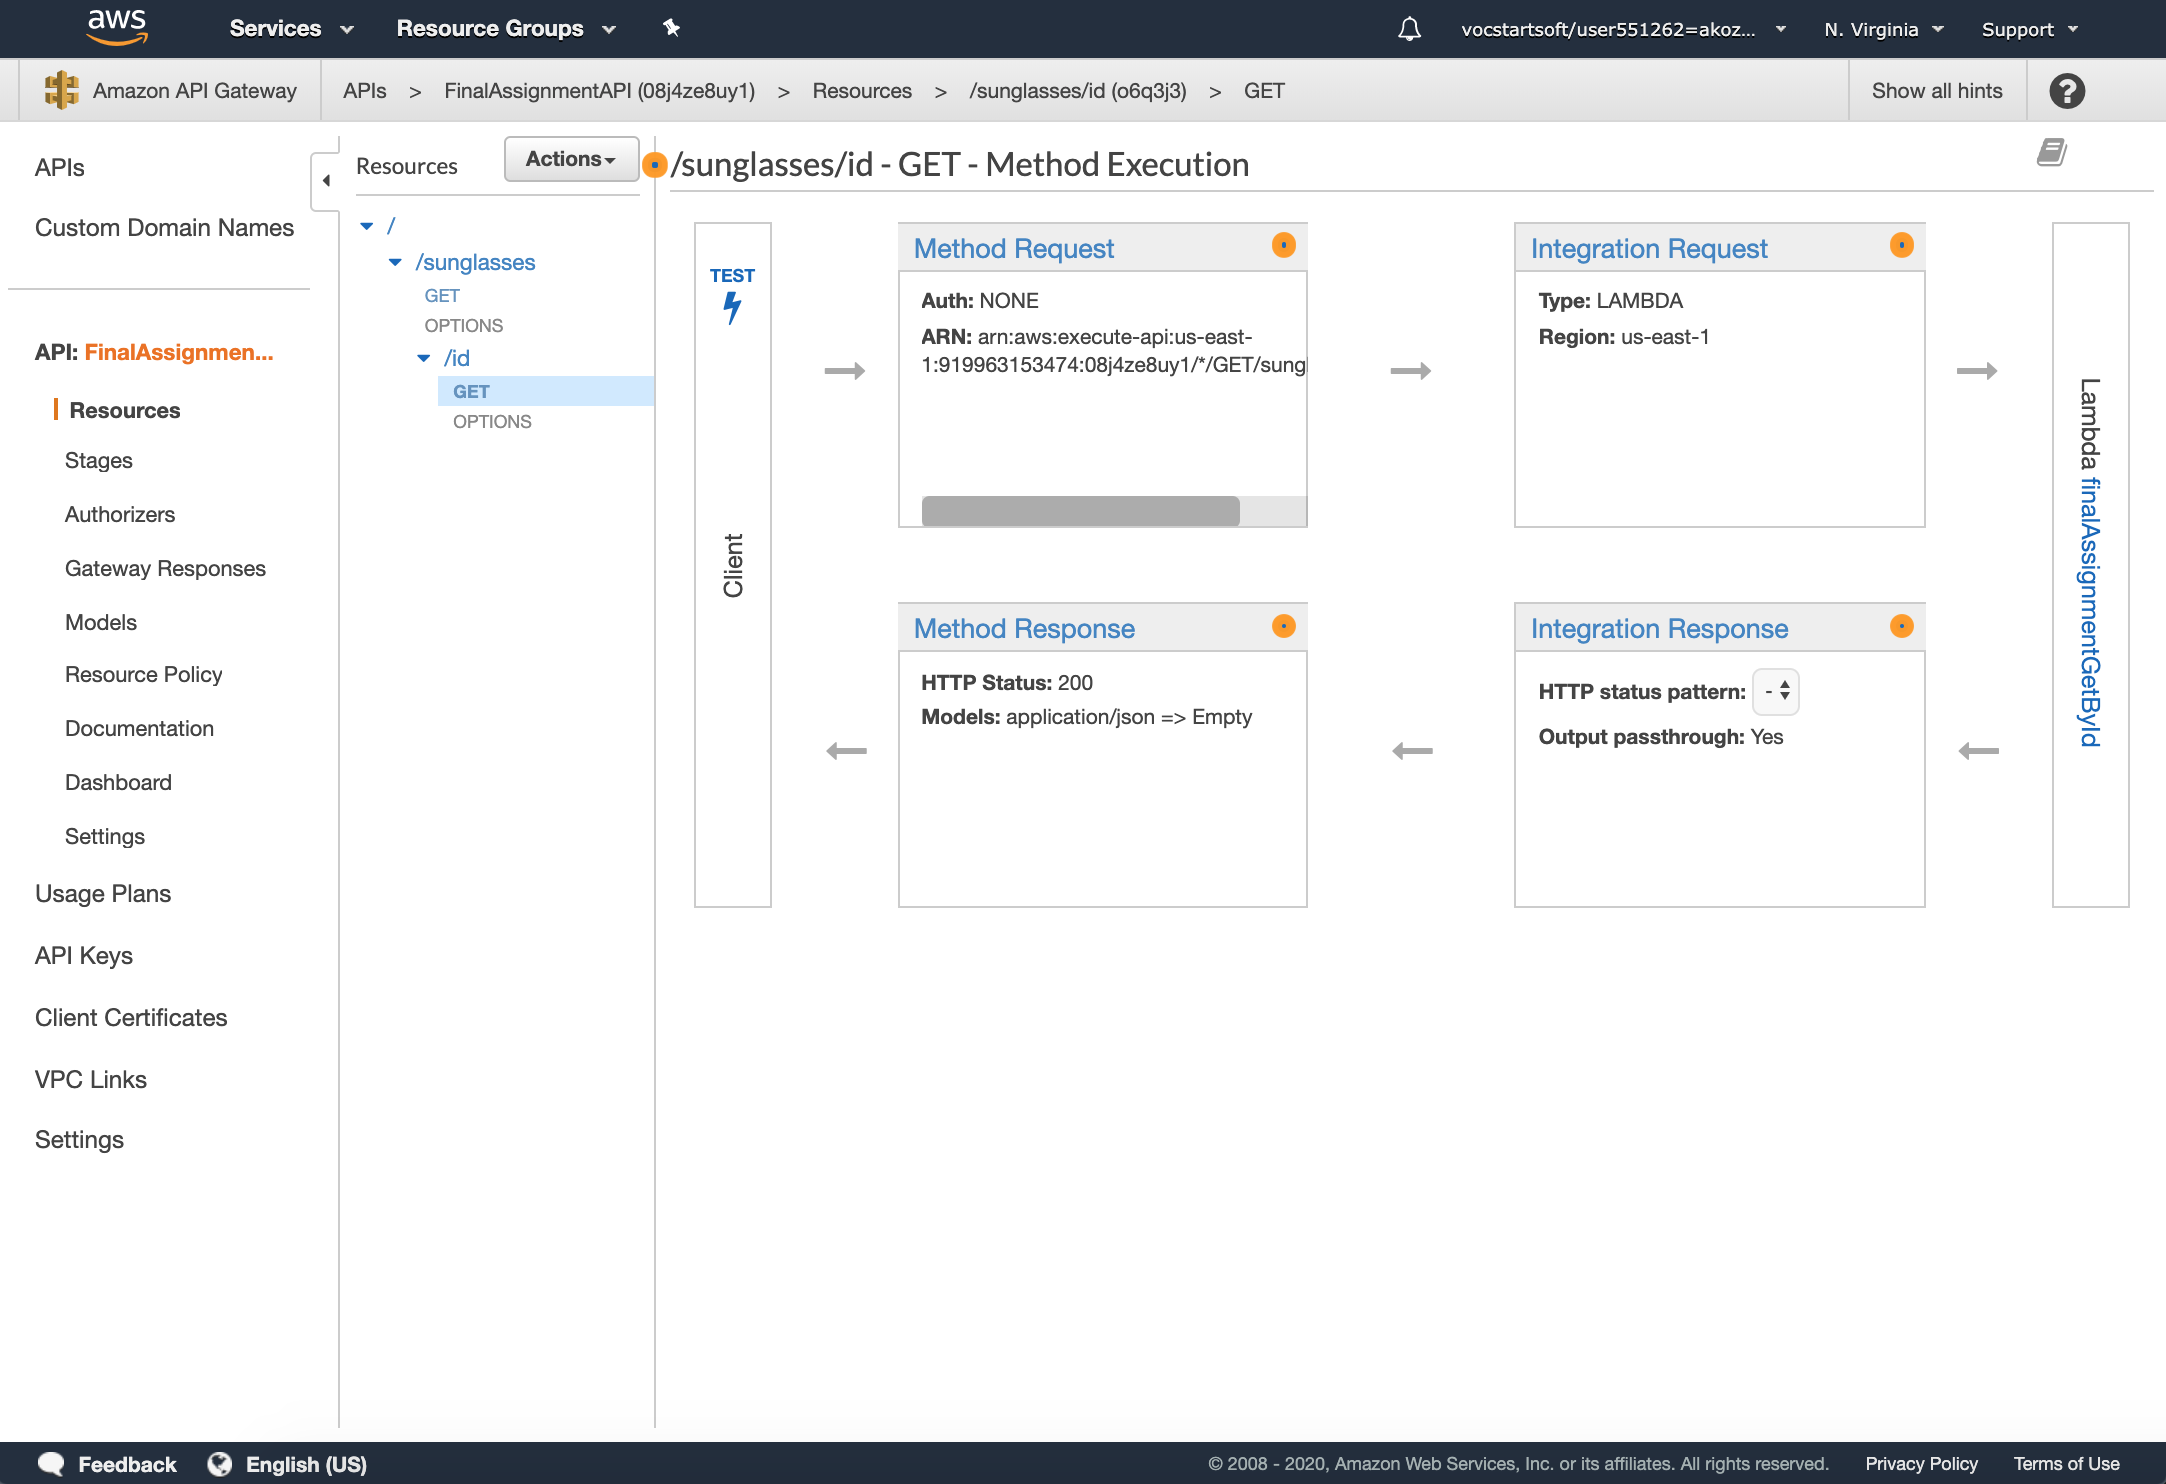 aws
Services
Resource Groups
vocstartsoft/user551262=akoz...
N. Virginia
Support
Amazon API Gateway
APIs > FinalAssignmentAPI (08j4ze8uy1) > Resources > /sunglasses/id (o6q3j3) > GET
Show all hints
?
APIs
Custom Domain Names
API: FinalAssignmen...
Resources
Stages
Authorizers
Gateway Responses
Models
Resource Policy
Documentation
Dashboard
Settings
Usage Plans
API Keys
Client Certificates
VPC Links
Settings
Resources
Actions
/
/sunglasses
GET
OPTIONS
/id
GET
OPTIONS
/sunglasses/id - GET - Method Execution
TEST
Client
Method Request
Auth: NONE
ARN: arn:aws:execute-api:us-east-
1:919963153474:08j4ze8uy1/*/GET/sungl
Integration Request
Type: LAMBDA
Region: us-east-1
Method Response
HTTP Status: 200
Models: application/json => Empty
Integration Response
HTTP status pattern: -
Output passthrough: Yes
Lambda finalAssignmentGetById
Feedback
English (US)
© 2008 - 2020, Amazon Web Services, Inc. or its affiliates. All rights reserved.
Privacy Policy
Terms of Use